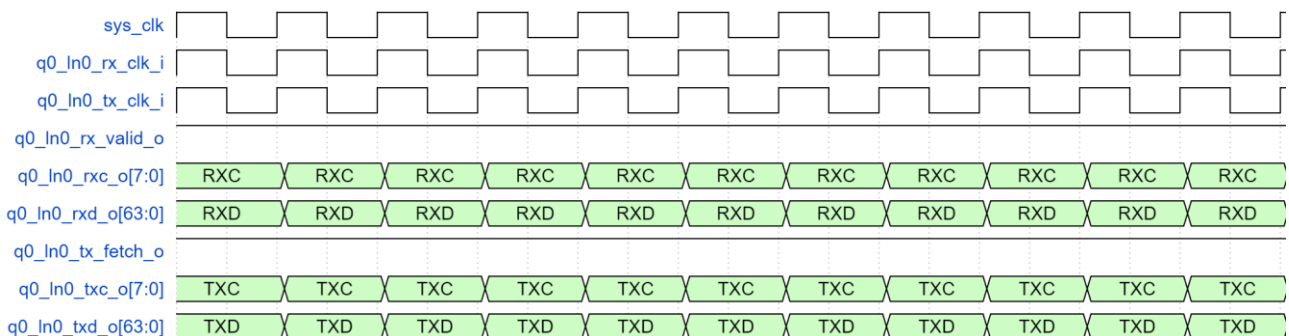 sys_clk
q0_ln0_rx_clk_i
q0_ln0_tx_clk_i
q0_ln0_rx_valid_o
q0_ln0_rxc_o[7:0] RXC RXC RXC RXC RXC RXC RXC RXC RXC RXC RXC
q0_ln0_rxd_o[63:0] RXD RXD RXD RXD RXD RXD RXD RXD RXD RXD RXD
q0_ln0_tx_fetch_o
q0_ln0_txc_o[7:0] TXC TXC TXC TXC TXC TXC TXC TXC TXC TXC TXC
q0_ln0_txd_o[63:0] TXD TXD TXD TXD TXD TXD TXD TXD TXD TXD TXD